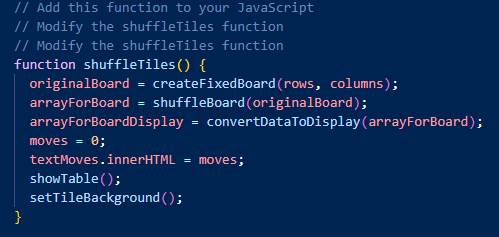 // Add this function to your JavaScript
// Modify the shuffleTiles function
// Modify the shuffleTiles function
function shuffleTiles() {
originalBoard = createFixedBoard(rows, columns);
arrayForBoard = shuffleBoard(originalBoard);
arrayForBoardDisplay = convertDataToDisplay(arrayForBoard);
moves = 0;
textMoves.innerHTML = moves;
showTable();
setTileBackground();
}